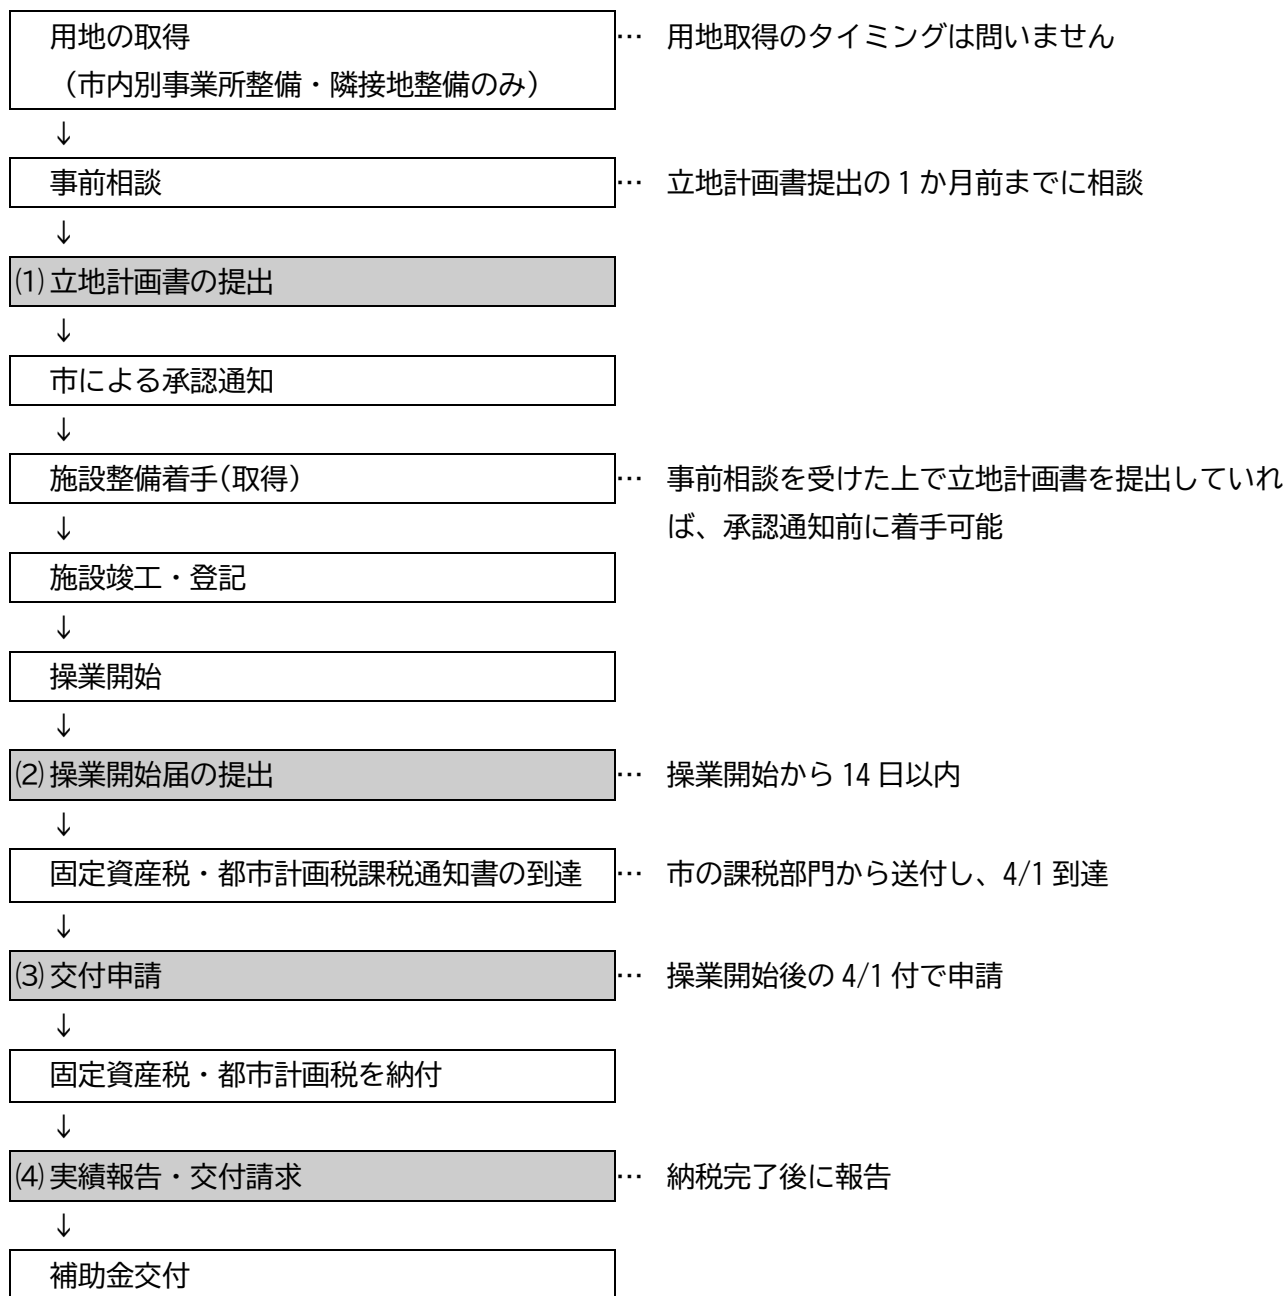 用地の取得 … 用地取得のタイミングは問いません
（市内別事業所整備・隣接地整備のみ）
↓
事前相談 … 立地計画書提出の1か月前までに相談
↓
⑴ 立地計画書の提出
↓
市による承認通知
↓
施設整備着手（取得） … 事前相談を受けた上で立地計画書を提出していれ
↓ ば、承認通知前に着手可能
施設竣工・登記
↓
操業開始
↓
⑵ 操業開始届の提出 … 操業開始から14日以内
↓
固定資産税・都市計画税課税通知書の到達 … 市の課税部門から送付し、4/1到達
↓
⑶ 交付申請 … 操業開始後の4/1付で申請
↓
固定資産税・都市計画税を納付
↓
⑷ 実績報告・交付請求 … 納税完了後に報告
↓
補助金交付